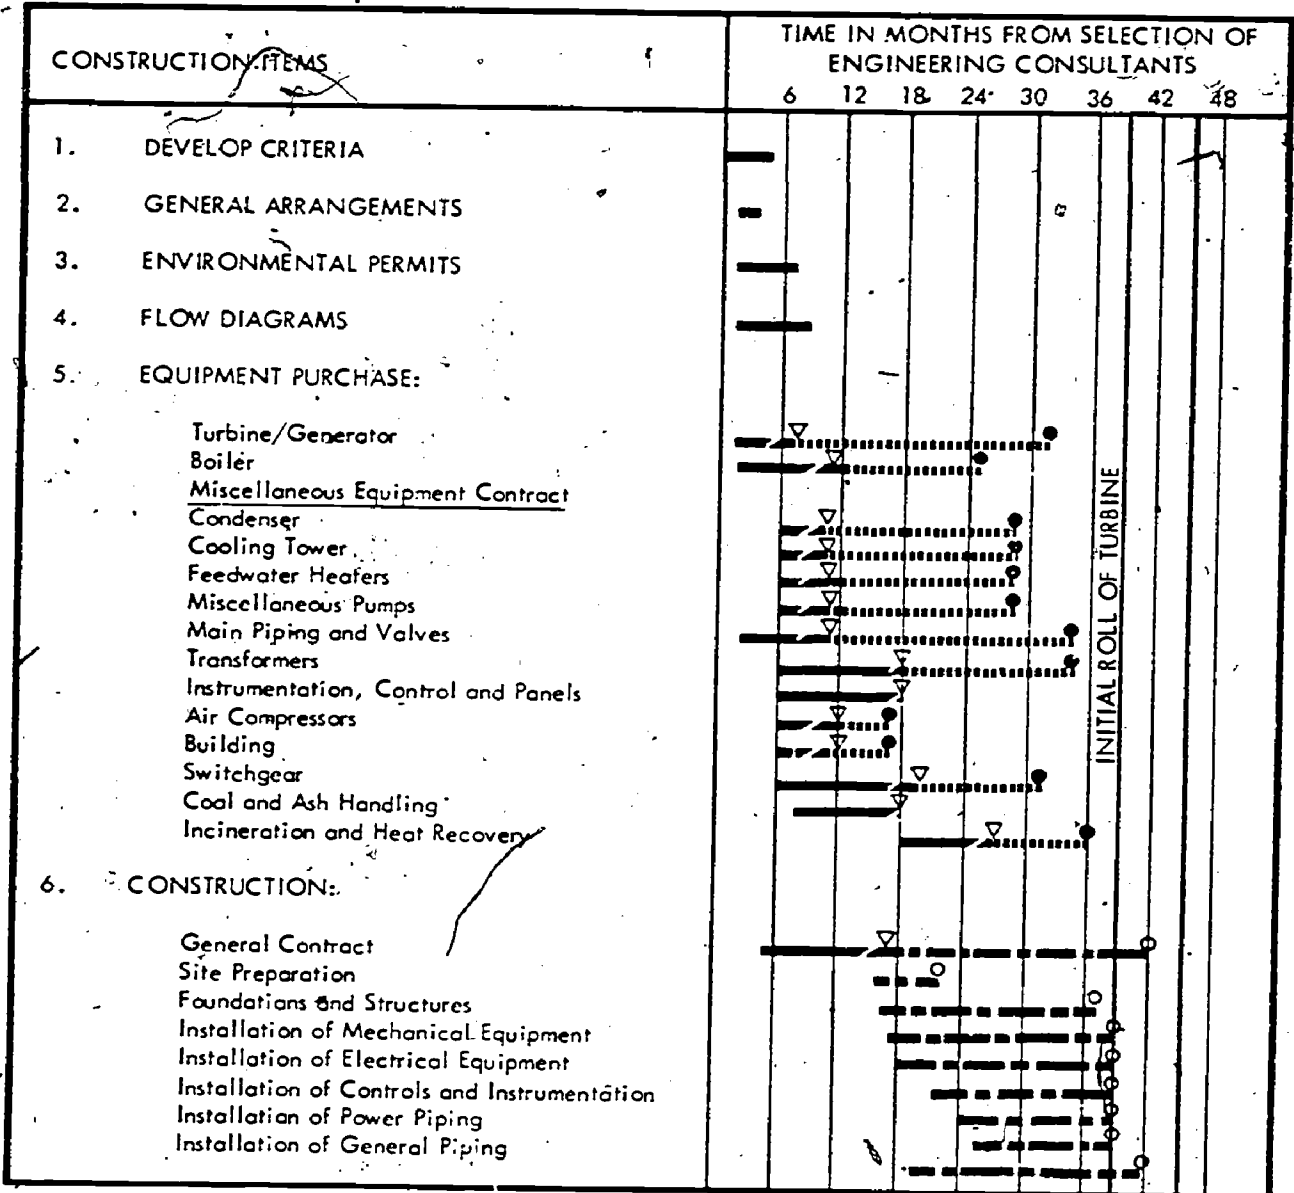 CONSTRUCTION ITEMS
TIME IN MONTHS FROM SELECTION OF
ENGINEERING CONSULTANTS
6 12 18 24 30 36 42 48
1. DEVELOP CRITERIA
2. GENERAL ARRANGEMENTS
3. ENVIRONMENTAL PERMITS
4. FLOW DIAGRAMS
5. EQUIPMENT PURCHASE:
Turbine/Generator
Boiler
Miscellaneous Equipment Contract
Condenser
Cooling Tower
Feedwater Heaters
Miscellaneous Pumps
Main Piping and Valves
Transformers
Instrumentation, Control and Panels
Air Compressors
Building
Switchgear
Coal and Ash Handling
Incineration and Heat Recovery
INITIAL ROLL OF TURBINE
6. CONSTRUCTION:
General Contract
Site Preparation
Foundations and Structures
Installation of Mechanical Equipment
Installation of Electrical Equipment
Installation of Controls and Instrumentation
Installation of Power Piping
Installation of General Piping